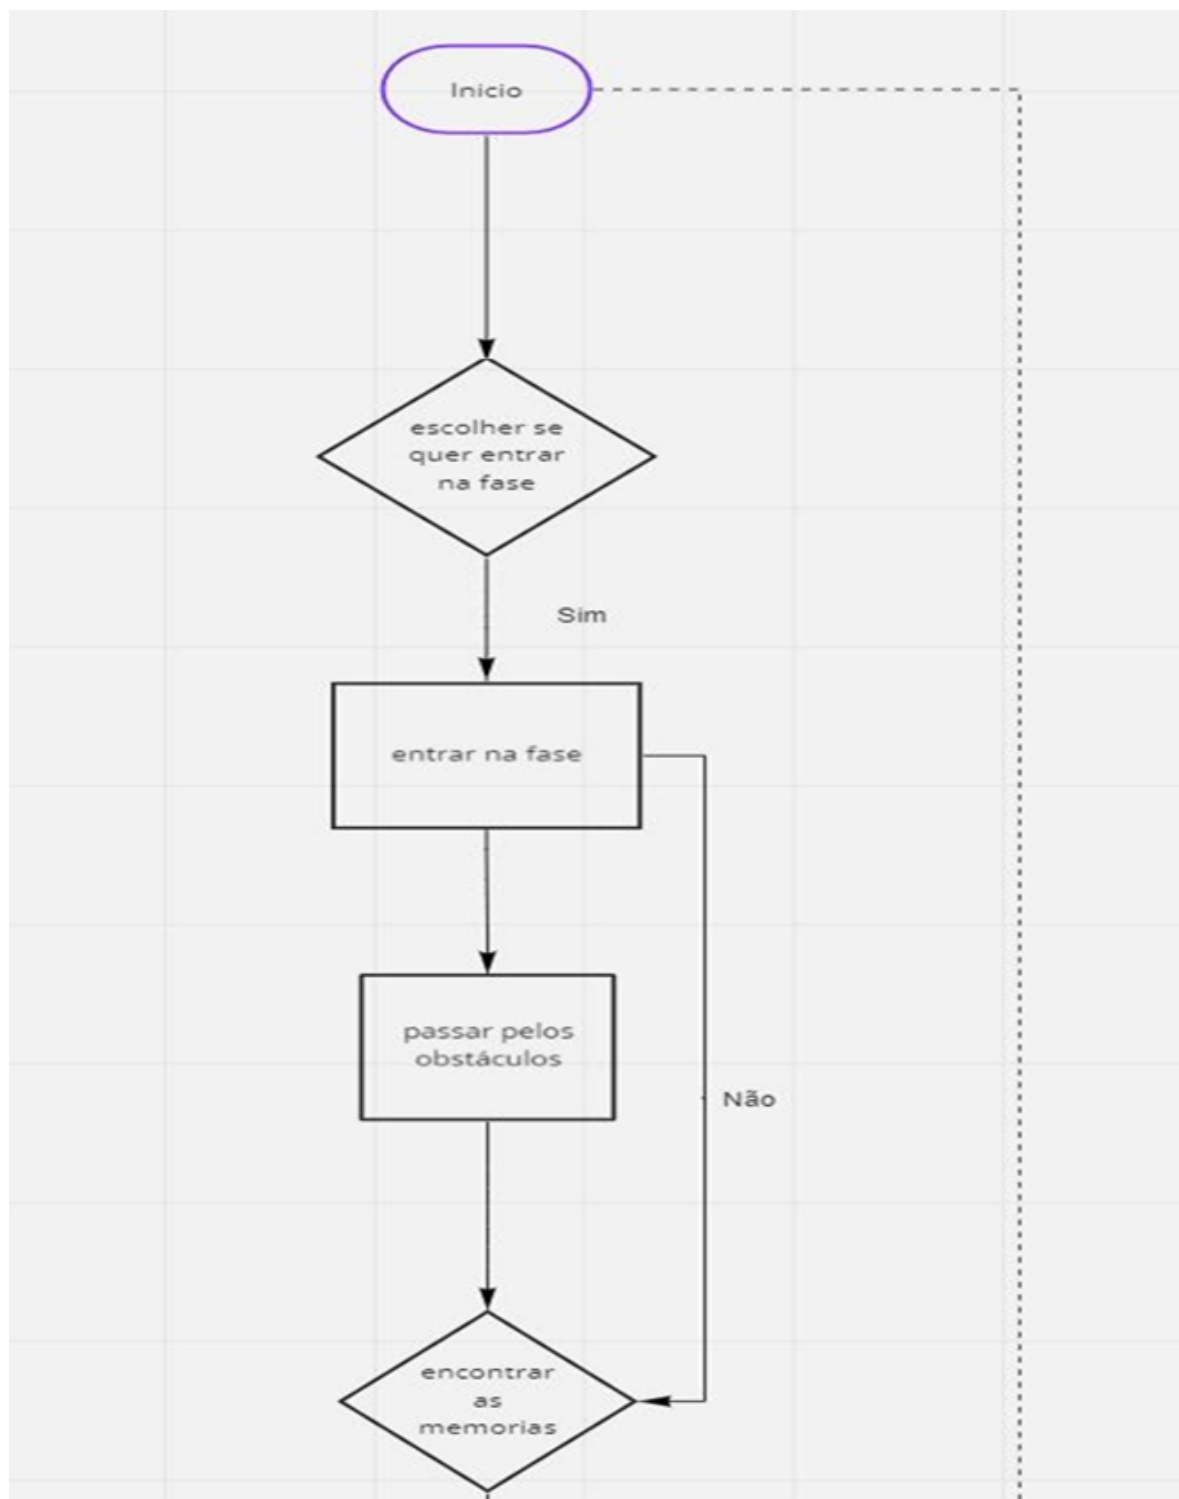 Inicio
escolher se
quer entrar
na fase
Sim
entrar na fase
passar pelos
obstáculos
Não
encontrar
as
memorias